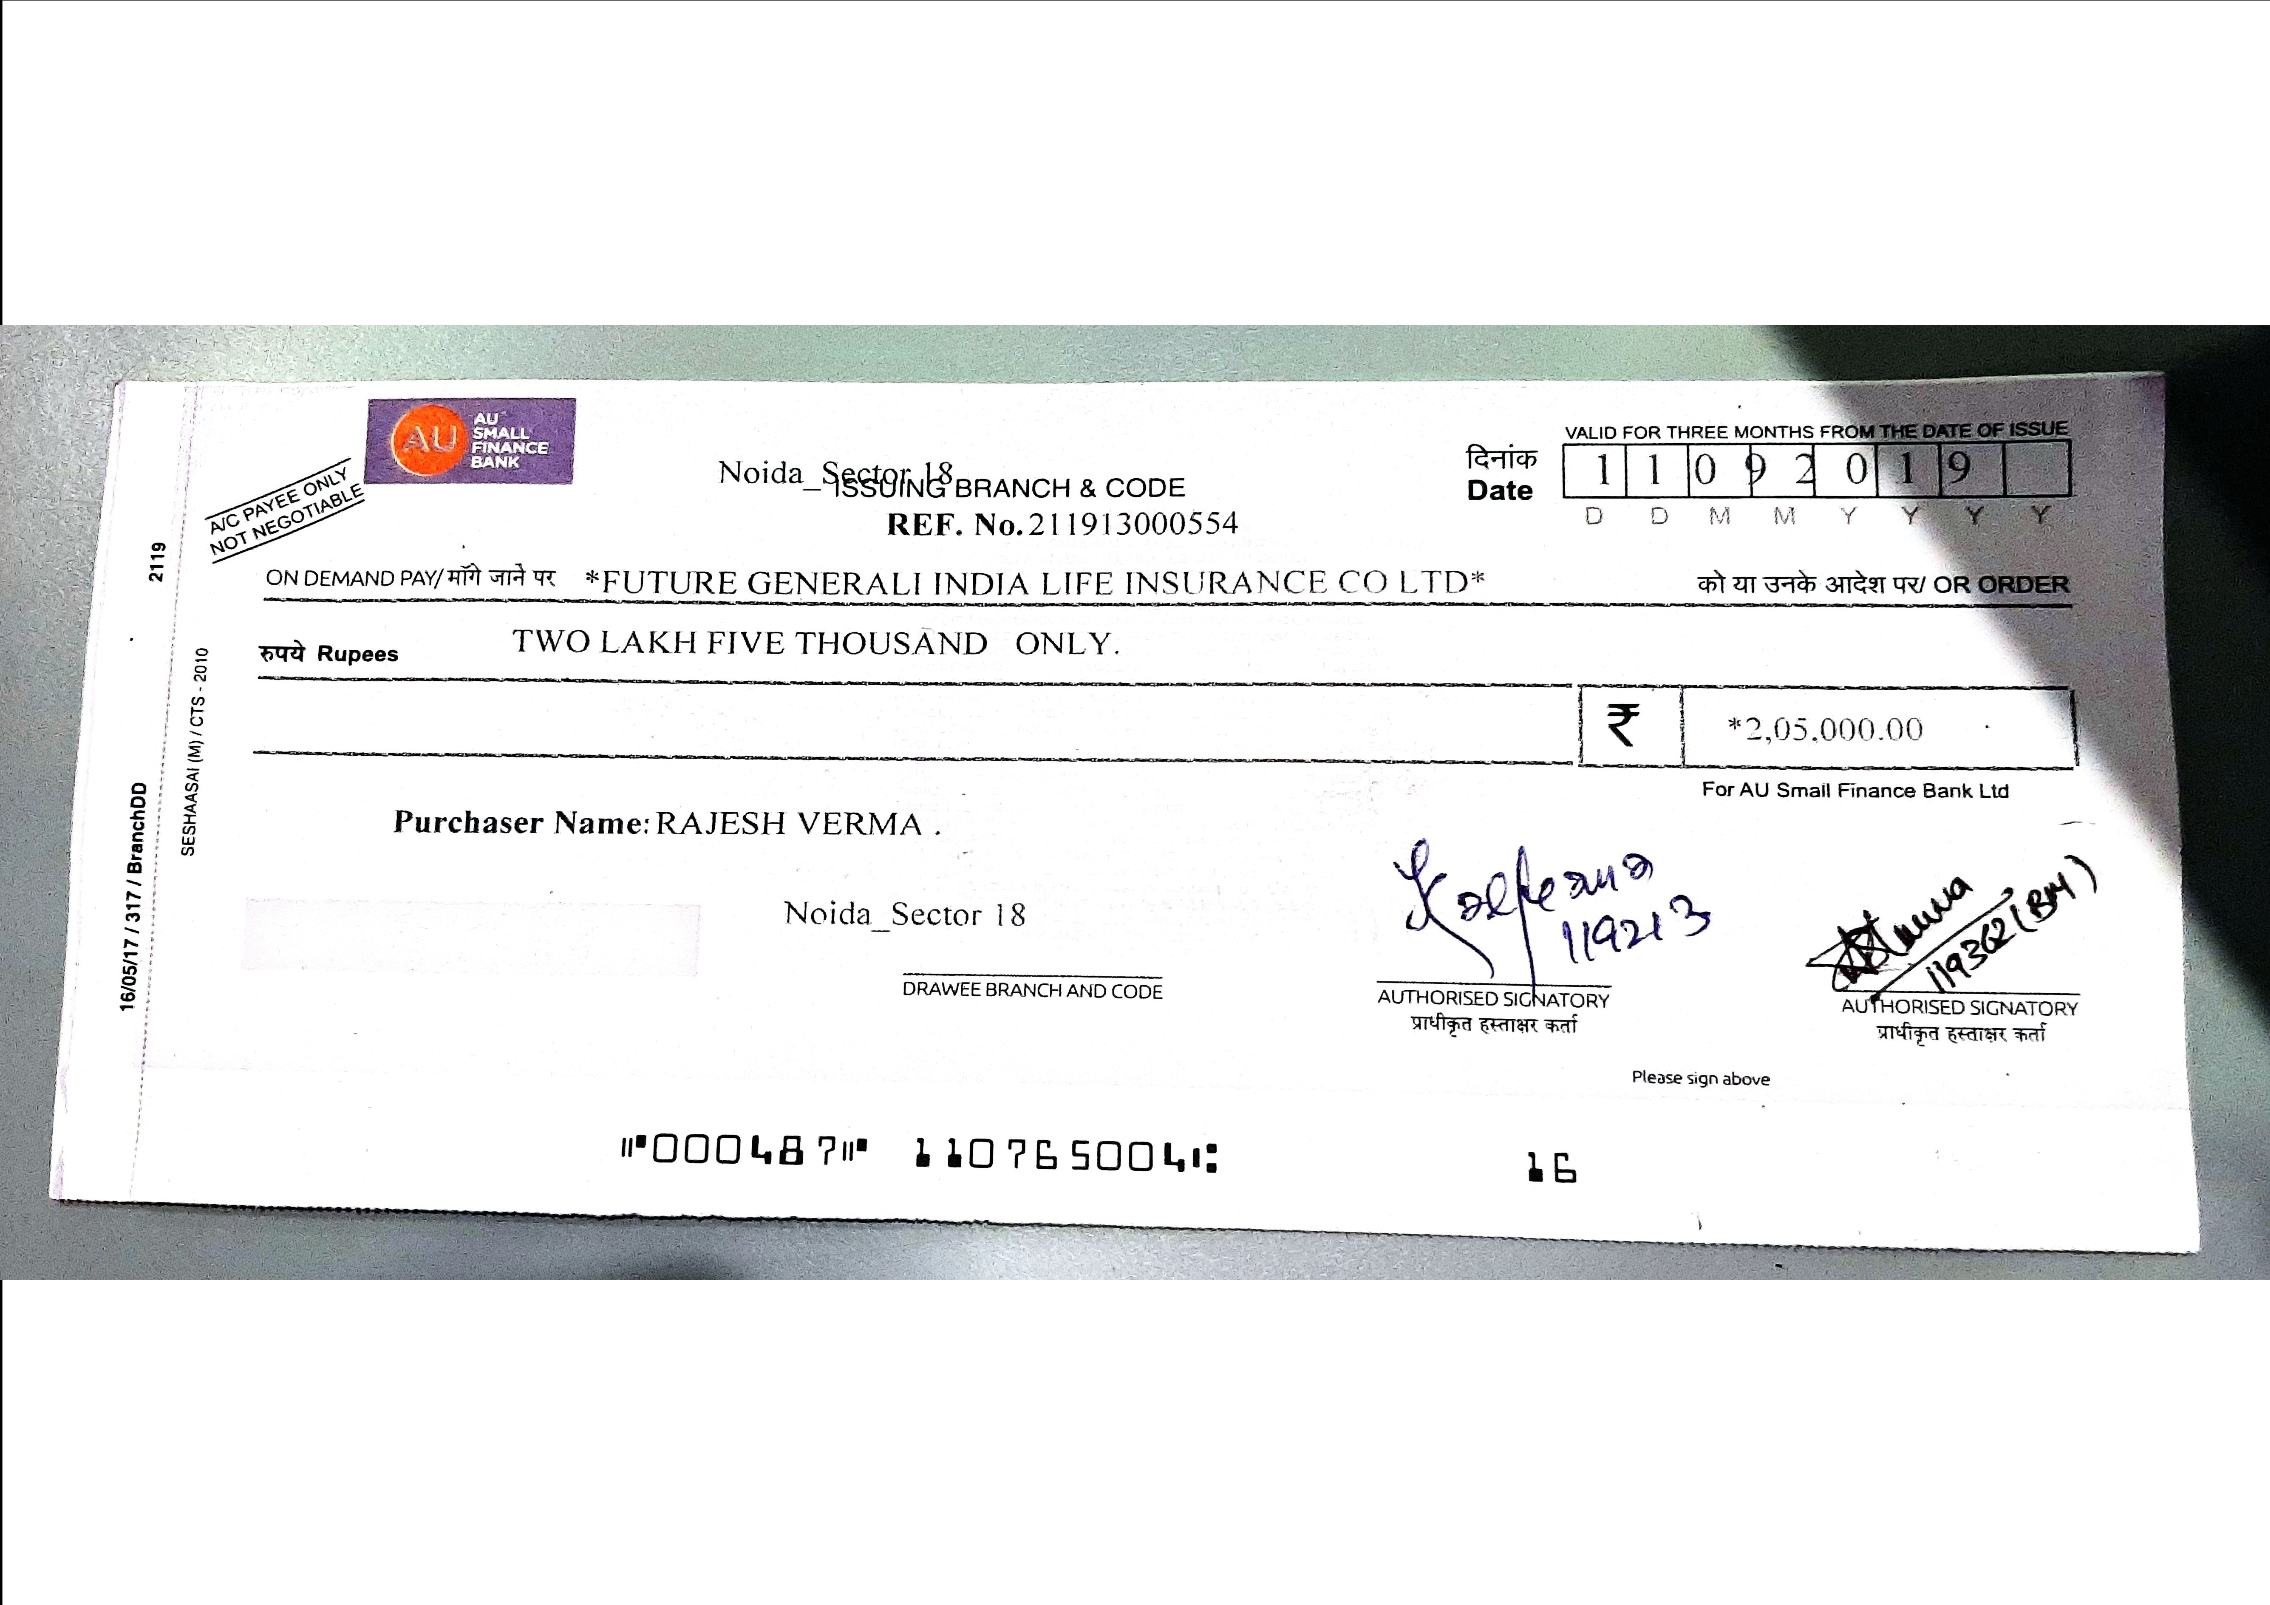 AU
AU
SMALL
FINANCE
BANK
A/C PAYEE ONLY
NOT NEGOTIABLE
Noida_Sector 18
ISSUING BRANCH & CODE
REF. No.211913000554
VALID FOR THREE MONTHS FROM THE DATE OF ISSUE
दिनांक
Date
1 1 0 9 2 0 1 9
D D M M Y Y Y Y
ON DEMAND PAY/ माँगे जाने पर *FUTURE GENERALI INDIA LIFE INSURANCE CO LTD* को या उनके आदेश पर/ OR ORDER
रुपये Rupees TWO LAKH FIVE THOUSAND ONLY.
₹ *2,05,000.00
For AU Small Finance Bank Ltd
Purchaser Name: RAJESH VERMA .
Noida_Sector 18
DRAWEE BRANCH AND CODE
119213
AUTHORISED SIGNATORY
प्राधीकृत हस्ताक्षर कर्ता
119362 (BM)
AUTHORISED SIGNATORY
प्राधीकृत हस्ताक्षर कर्ता
Please sign above
⑈000487⑈ 110765004⑆ 16
2119
16/05/17 / 317 / BranchDD
SESHAASAI (M) / CTS - 2010